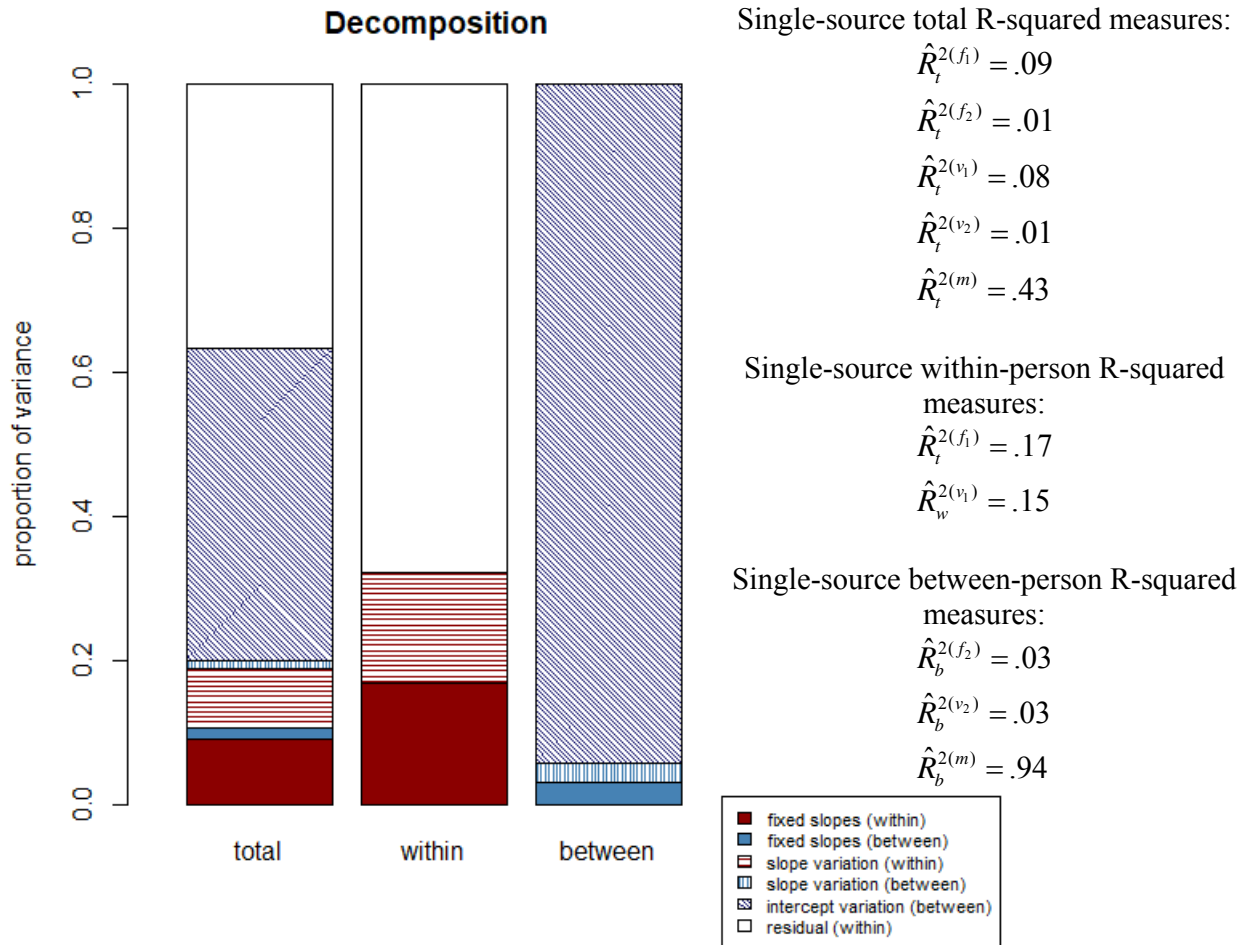 Decomposition
proportion of variance
1.0
0.8
0.6
0.4
0.2
0.0
total within between
Single-source total R-squared measures:
R̂ₜ²⁽ᶠ¹⁾ = .09
R̂ₜ²⁽ᶠ²⁾ = .01
R̂ₜ²⁽ᵛ¹⁾ = .08
R̂ₜ²⁽ᵛ²⁾ = .01
R̂ₜ²⁽ᵐ⁾ = .43
Single-source within-person R-squared
measures:
R̂ₜ²⁽ᶠ¹⁾ = .17
R̂_w²⁽ᵛ¹⁾ = .15
Single-source between-person R-squared
measures:
R̂_b²⁽ᶠ²⁾ = .03
R̂_b²⁽ᵛ²⁾ = .03
R̂_b²⁽ᵐ⁾ = .94
fixed slopes (within)
fixed slopes (between)
slope variation (within)
slope variation (between)
intercept variation (between)
residual (within)